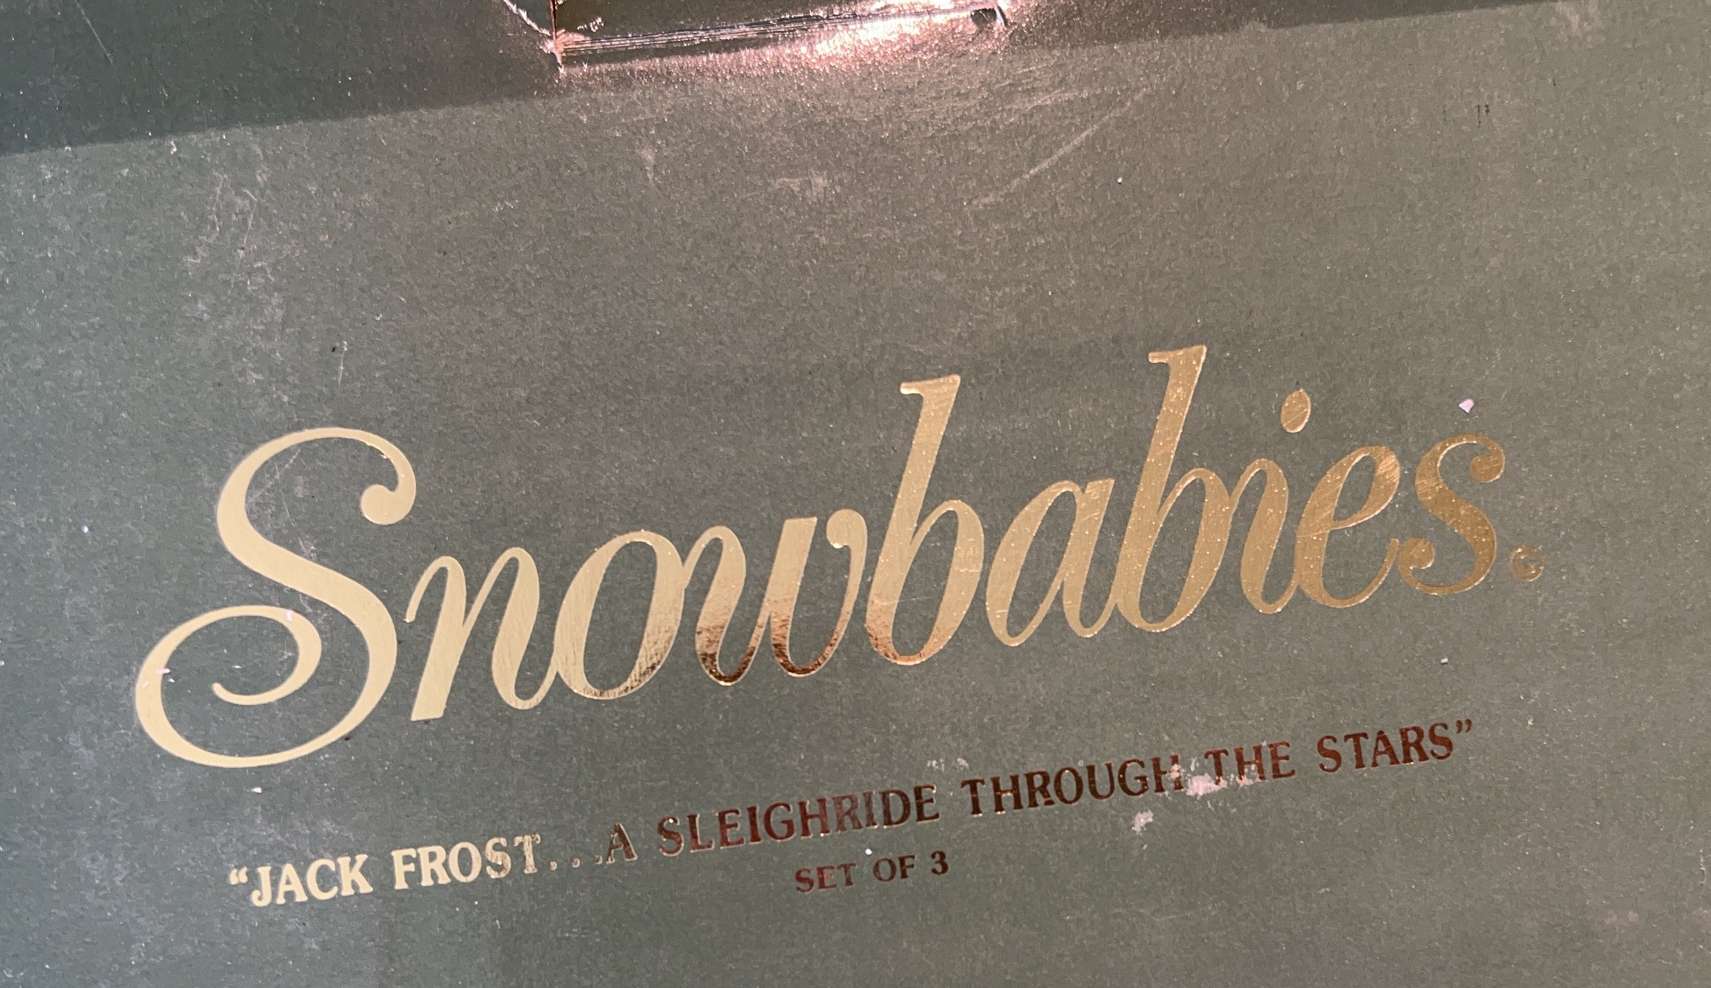 Snowbabies.
“JACK FROST...A SLEIGHRIDE THROUGH THE STARS”
SET OF 3